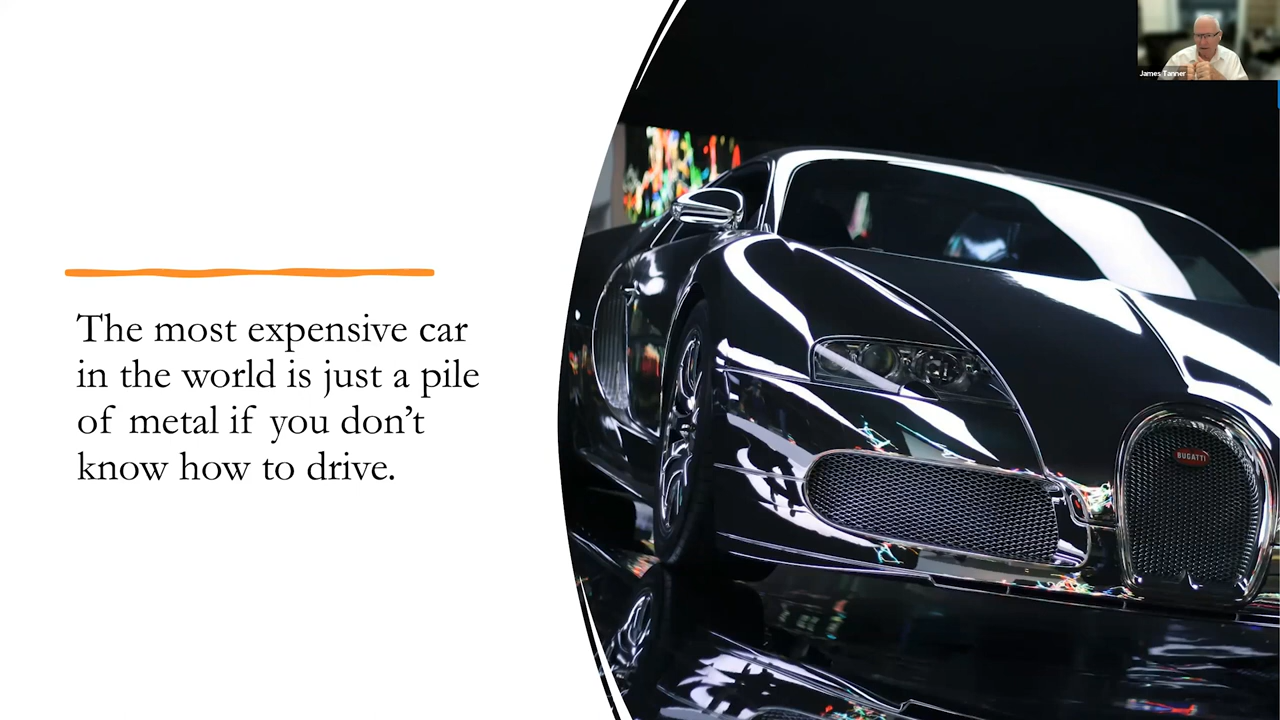 James Tanner
The most expensive car
in the world is just a pile
of metal if you don’t
know how to drive.
BUGATTI